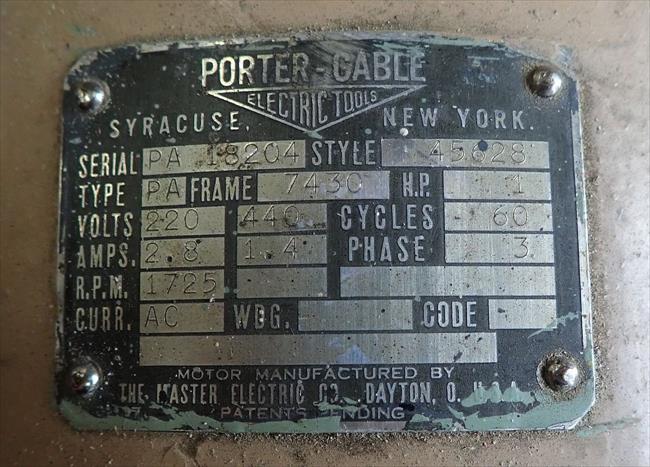 PORTER-CABLE
ELECTRIC TOOLS
SYRACUSE, NEW YORK.
SERIAL PA 18204 STYLE 45628
TYPE PA FRAME 7430 H.P. 1
VOLTS 220 440 CYCLES 60
AMPS. 2.8 1.4 PHASE 3
R.P.M. 1725
CURR. AC WDG. CODE
MOTOR MANUFACTURED BY
THE MASTER ELECTRIC CO. DAYTON, O. U.S.A.
PATENTS PENDING